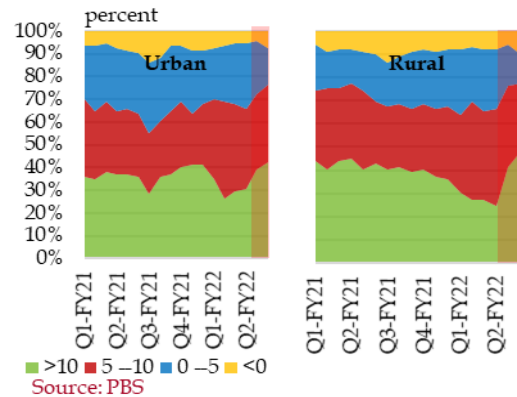 percent
100%
90%
80%
70%
60%
50%
40%
30%
20%
10%
0%
Urban
Q1-FY21
Q2-FY21
Q3-FY21
Q4-FY21
Q1-FY22
Q2-FY22
Rural
Q1-FY21
Q2-FY21
Q3-FY21
Q4-FY21
Q1-FY22
Q2-FY22
>10 5 –10 0 –5 <0
Source: PBS